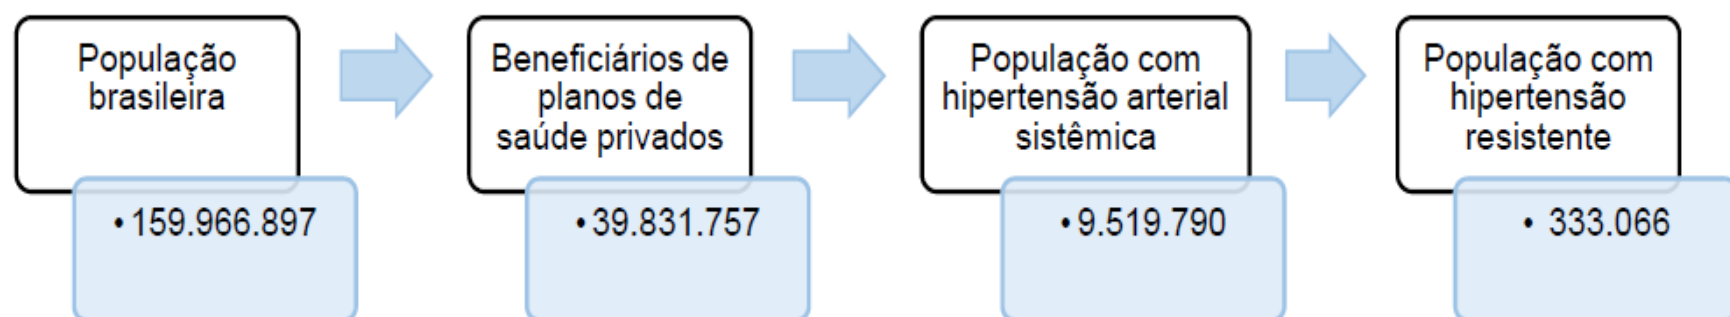 População
brasileira
• 159.966.897
Beneficiários de
planos de
saúde privados
• 39.831.757
População com
hipertensão arterial
sistêmica
• 9.519.790
População com
hipertensão
resistente
• 333.066